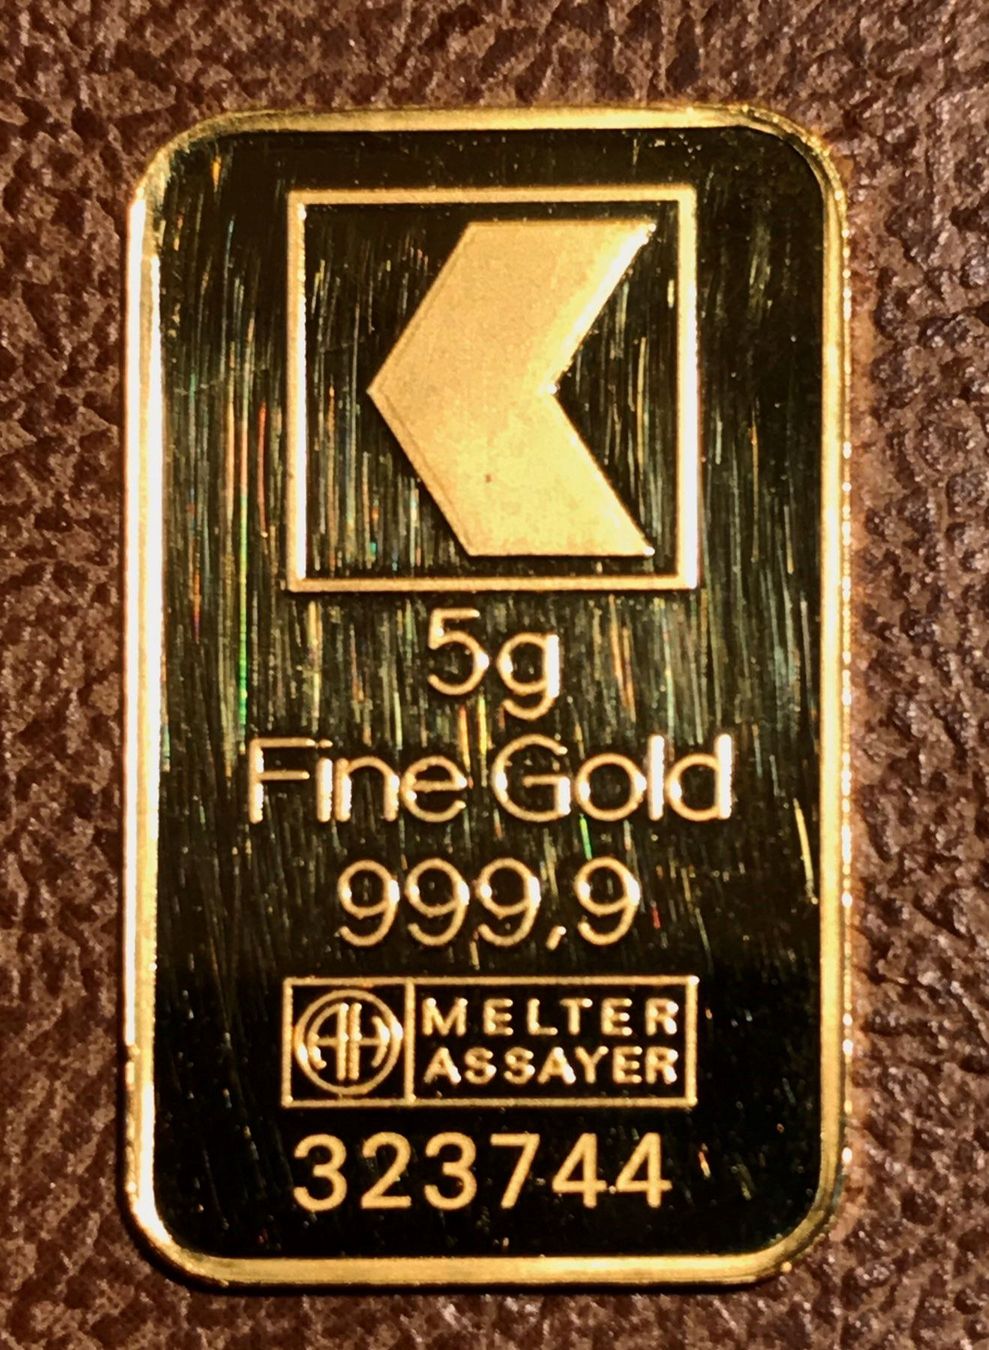 5g
Fine Gold
999,9
MELTER
ASSAYER
323744